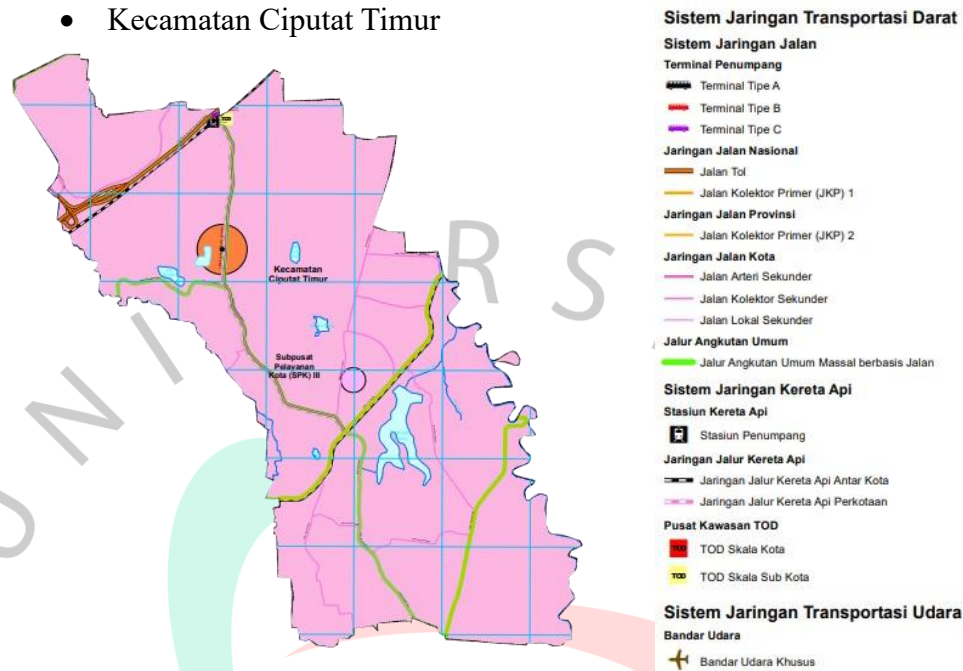 • Kecamatan Ciputat Timur
TOD
Kecamatan
Ciputat Timur
Subpusat
Pelayanan
Kota (SPK) III
UNIVERS
Sistem Jaringan Transportasi Darat
Sistem Jaringan Jalan
Terminal Penumpang
Terminal Tipe A
Terminal Tipe B
Terminal Tipe C
Jaringan Jalan Nasional
Jalan Tol
Jalan Kolektor Primer (JKP) 1
Jaringan Jalan Provinsi
Jalan Kolektor Primer (JKP) 2
Jaringan Jalan Kota
Jalan Arteri Sekunder
Jalan Kolektor Sekunder
Jalan Lokal Sekunder
Jalur Angkutan Umum
Jalur Angkutan Umum Massal berbasis Jalan
Sistem Jaringan Kereta Api
Stasiun Kereta Api
Stasiun Penumpang
Jaringan Jalur Kereta Api
Jaringan Jalur Kereta Api Antar Kota
Jaringan Jalur Kereta Api Perkotaan
Pusat Kawasan TOD
TOD TOD Skala Kota
TOD TOD Skala Sub Kota
Sistem Jaringan Transportasi Udara
Bandar Udara
Bandar Udara Khusus